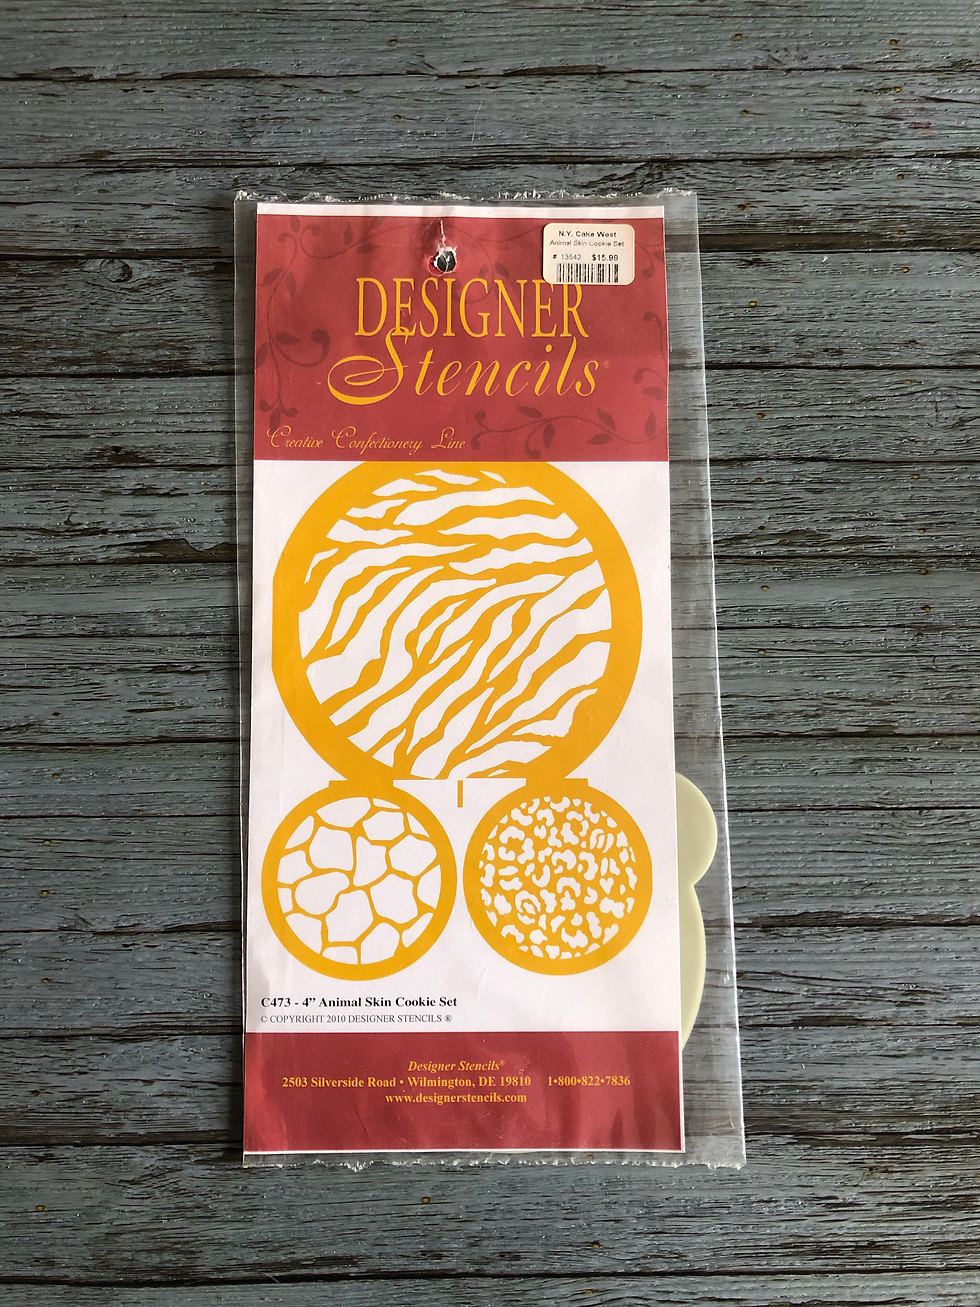 N.Y. Cake West
Animal Skin Cookie Set
# 13542 $15.99
DESIGNER
Stencils®
Creative Confectionery Line
C473 - 4” Animal Skin Cookie Set
© COPYRIGHT 2010 DESIGNER STENCILS ®
Designer Stencils®
2503 Silverside Road • Wilmington, DE 19810 1•800•822•7836
www.designerstencils.com